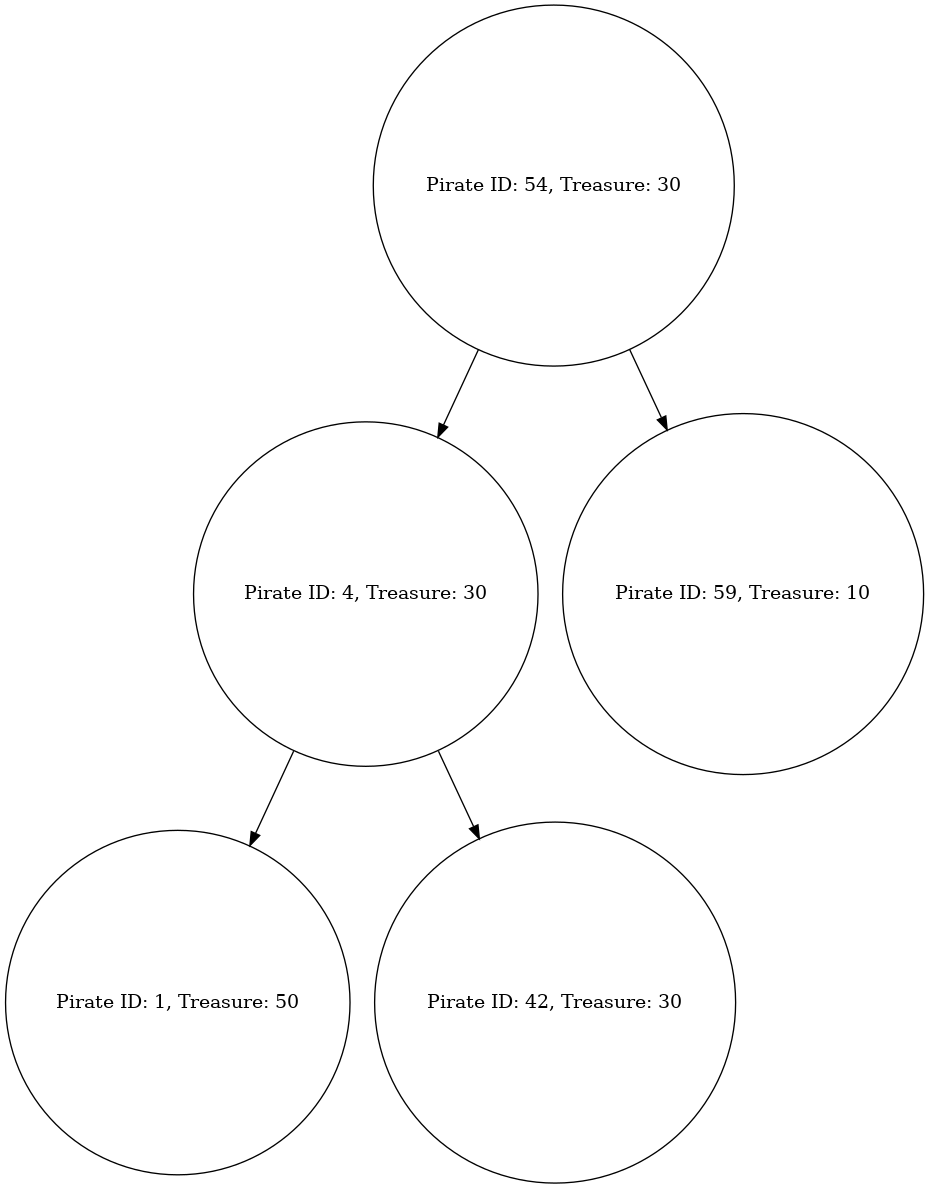 Pirate ID: 54, Treasure: 30
Pirate ID: 4, Treasure: 30
Pirate ID: 59, Treasure: 10
Pirate ID: 1, Treasure: 50
Pirate ID: 42, Treasure: 30